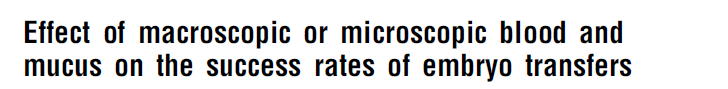 Effect of macroscopic or microscopic blood and
mucus on the success rates of embryo transfers